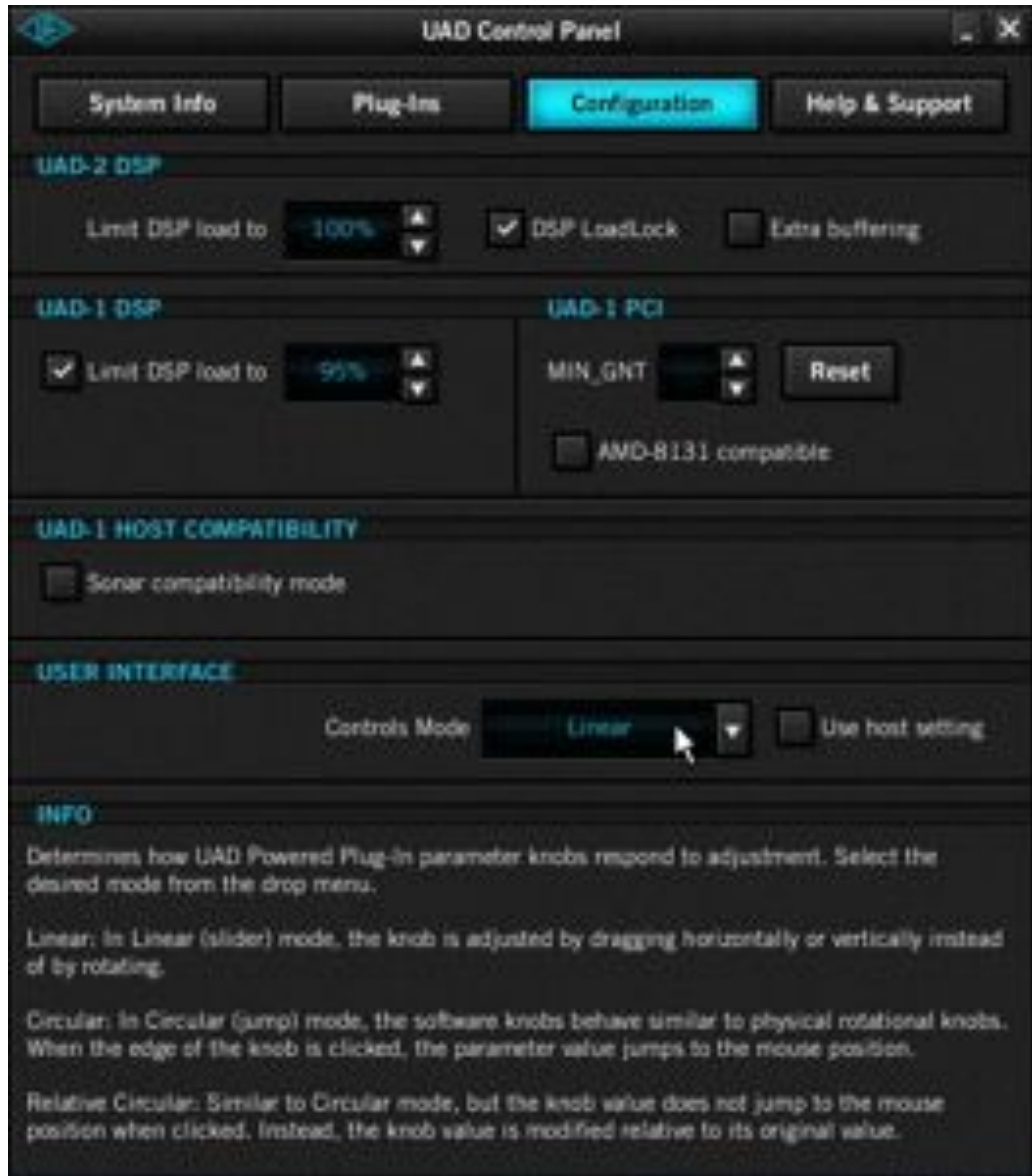 UAD Control Panel
System Info Plug-Ins Configuration Help & Support
UAD-2 DSP
Limit DSP load to 100% DSP LoadLock Extra buffering
UAD-1 DSP UAD-1 PCI
Limit DSP load to 95% MIN_GNT Reset
AMD-8131 compatible
UAD-1 HOST COMPATIBILITY
Sonar compatibility mode
USER INTERFACE
Controls Mode Linear Use host setting
INFO
Determines how UAD Powered Plug-In parameter knobs respond to adjustment. Select the
desired mode from the drop menu.
Linear: In Linear (slider) mode, the knob is adjusted by dragging horizontally or vertically instead
of by rotating.
Circular: In Circular (jump) mode, the software knobs behave similar to physical rotational knobs.
When the edge of the knob is clicked, the parameter value jumps to the mouse position.
Relative Circular: Similar to Circular mode, but the knob value does not jump to the mouse
position when clicked. Instead, the knob value is modified relative to its original value.